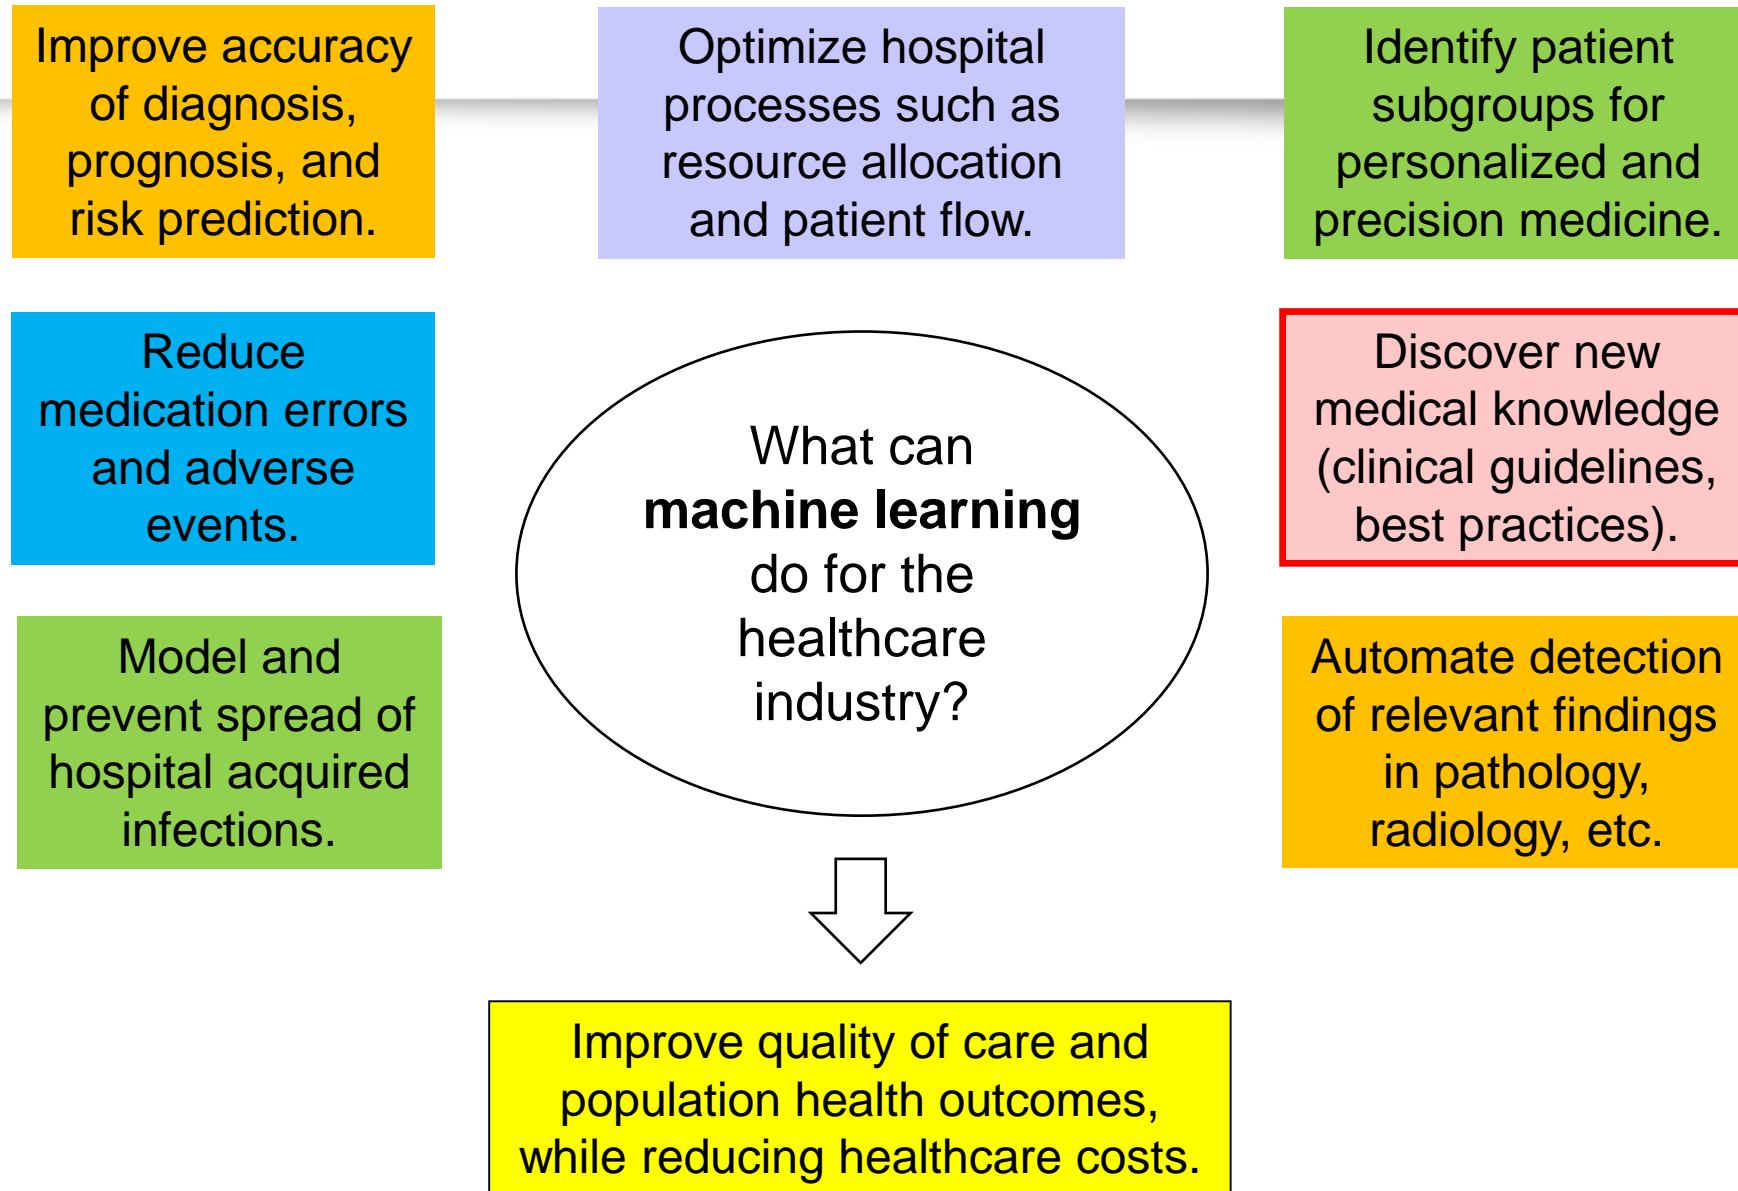 Improve accuracy
of diagnosis,
prognosis, and
risk prediction.
Optimize hospital
processes such as
resource allocation
and patient flow.
Identify patient
subgroups for
personalized and
precision medicine.
Reduce
medication errors
and adverse
events.
What can
machine learning
do for the
healthcare
industry?
Discover new
medical knowledge
(clinical guidelines,
best practices).
Model and
prevent spread of
hospital acquired
infections.
Automate detection
of relevant findings
in pathology,
radiology, etc.
Improve quality of care and
population health outcomes,
while reducing healthcare costs.